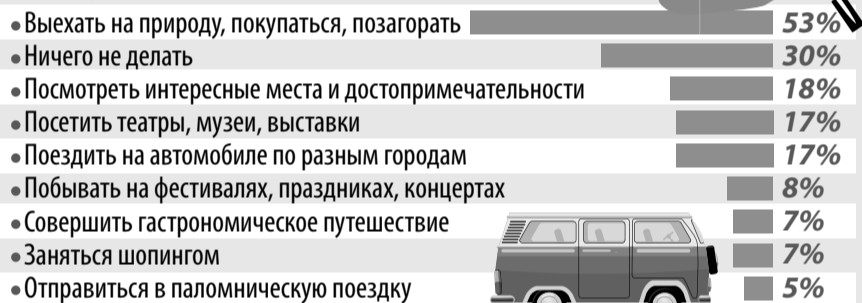 • Выехать на природу, покупаться, позагорать 53%
• Ничего не делать 30%
• Посмотреть интересные места и достопримечательности 18%
• Посетить театры, музеи, выставки 17%
• Поездить на автомобиле по разным городам 17%
• Побывать на фестивалях, праздниках, концертах 8%
• Совершить гастрономическое путешествие 7%
• Заняться шопингом 7%
• Отправиться в паломническую поездку 5%